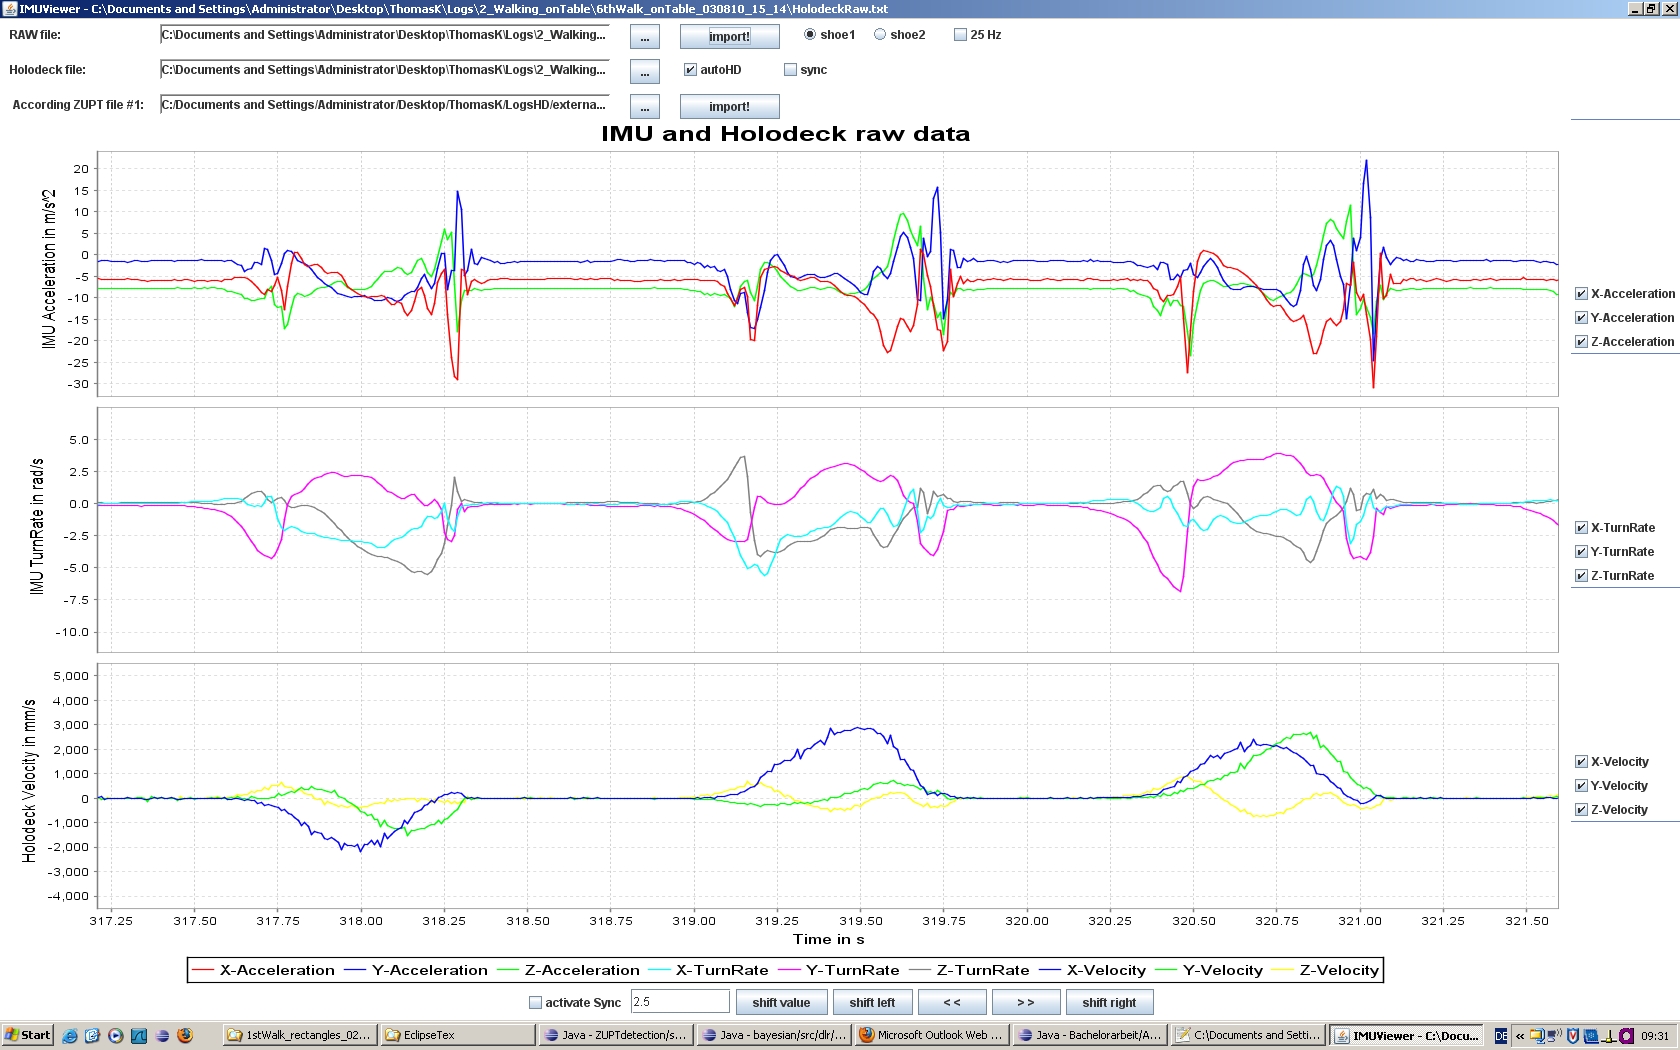 IMUViewer - C:\Documents and Settings\Administrator\Desktop\ThomasK\Logs\2_Walking_onTable\6thWalk_onTable_030810_15_14\HolodeckRaw.txt
RAW file: C:\Documents and Settings\Administrator\Desktop\ThomasK\Logs\2_Walking... ... import! shoe1 shoe2 25 Hz
Holodeck file: C:\Documents and Settings\Administrator\Desktop\ThomasK\Logs\2_Walking... ... autoHD sync
According ZUPT file #1: C:/Documents and Settings/Administrator/Desktop/ThomasK/LogsHD/externa... ... import!
IMU and Holodeck raw data
IMU Acceleration in m/s^2
20
15
10
5
0
-5
-10
-15
-20
-25
-30
X-Acceleration
Y-Acceleration
Z-Acceleration
IMU TurnRate in rad/s
5.0
2.5
0.0
-2.5
-5.0
-7.5
-10.0
X-TurnRate
Y-TurnRate
Z-TurnRate
Holodeck Velocity in mm/s
5,000
4,000
3,000
2,000
1,000
0
-1,000
-2,000
-3,000
-4,000
X-Velocity
Y-Velocity
Z-Velocity
317.25 317.50 317.75 318.00 318.25 318.50 318.75 319.00 319.25 319.50 319.75 320.00 320.25 320.50 320.75 321.00 321.25 321.50
Time in s
X-Acceleration Y-Acceleration Z-Acceleration X-TurnRate Y-TurnRate Z-TurnRate X-Velocity Y-Velocity Z-Velocity
activate Sync 2.5 shift value shift left < < > > shift right
Start 1stWalk_rectangles_02... EclipseTex Java - ZUPTdetection/s... Java - bayesian/src/dlr/... Microsoft Outlook Web ... Java - Bachelorarbeit/A... C:\Documents and Setti... IMUViewer - C:\Docu... DE « 09:31